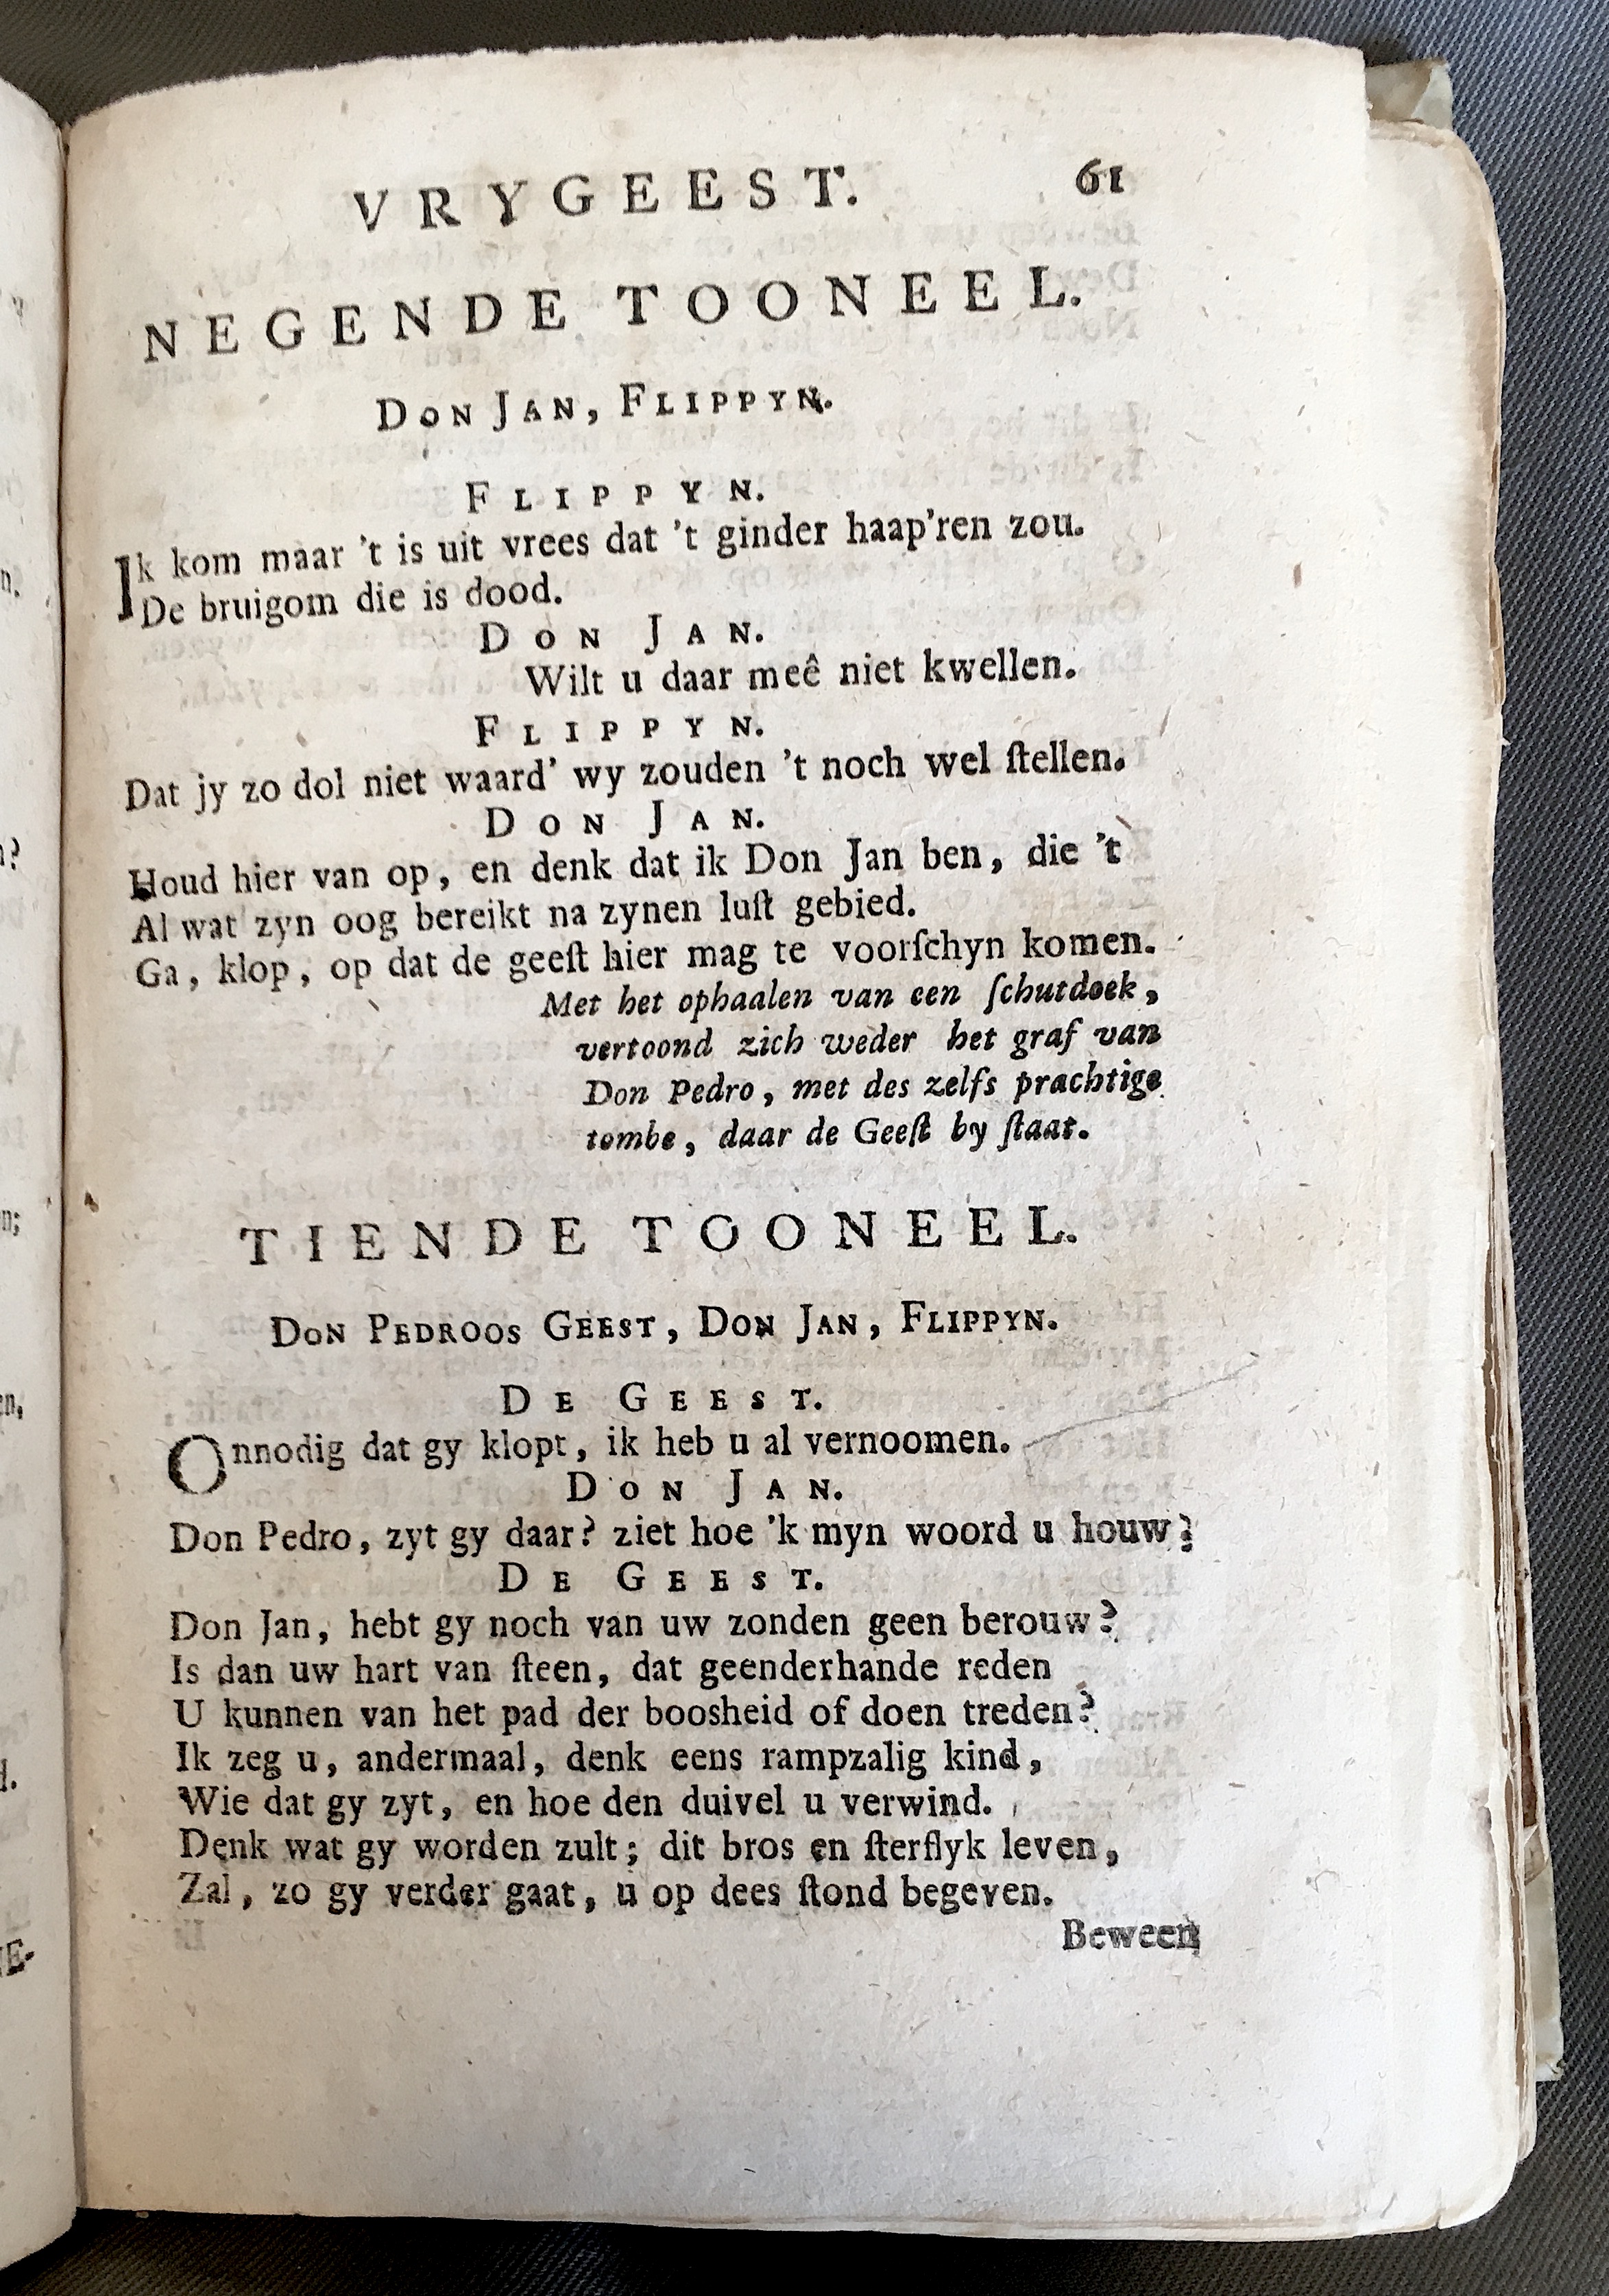 VRYGEEST. 61
NEGENDE TOONEEL.
DON JAN, FLIPPYN.
FLIPPYN.
Ik kom maar 't is uit vrees dat 't ginder haap'ren zou.
De bruigom die is dood.
DON JAN.
Wilt u daar meê niet kwellen.
FLIPPYN.
Dat jy zo dol niet waard' wy zouden 't noch wel ſtellen.
DON JAN.
Houd hier van op, en denk dat ik Don Jan ben, die 't
Al wat zyn oog bereikt na zynen luſt gebied.
Ga, klop, op dat de geeſt hier mag te voorſchyn komen.
Met het ophaalen van een ſchutdoek,
vertoond zich weder het graf van
Don Pedro, met des zelfs prachtige
tombe, daar de Geeſt by ſtaat.
TIENDE TOONEEL.
DON PEDROOS GEEST, DON JAN, FLIPPYN.
DE GEEST.
Onnodig dat gy klopt, ik heb u al vernoomen.
DON JAN.
Don Pedro, zyt gy daar? ziet hoe 'k myn woord u houw?
DE GEEST.
Don Jan, hebt gy noch van uw zonden geen berouw?
Is dan uw hart van ſteen, dat geenderhande reden
U kunnen van het pad der boosheid of doen treden?
Ik zeg u, andermaal, denk eens rampzalig kind,
Wie dat gy zyt, en hoe den duivel u verwind.
Denk wat gy worden zult; dit bros en ſterflyk leven,
Zal, zo gy verder gaat, u op dees ſtond begeven.
Beween